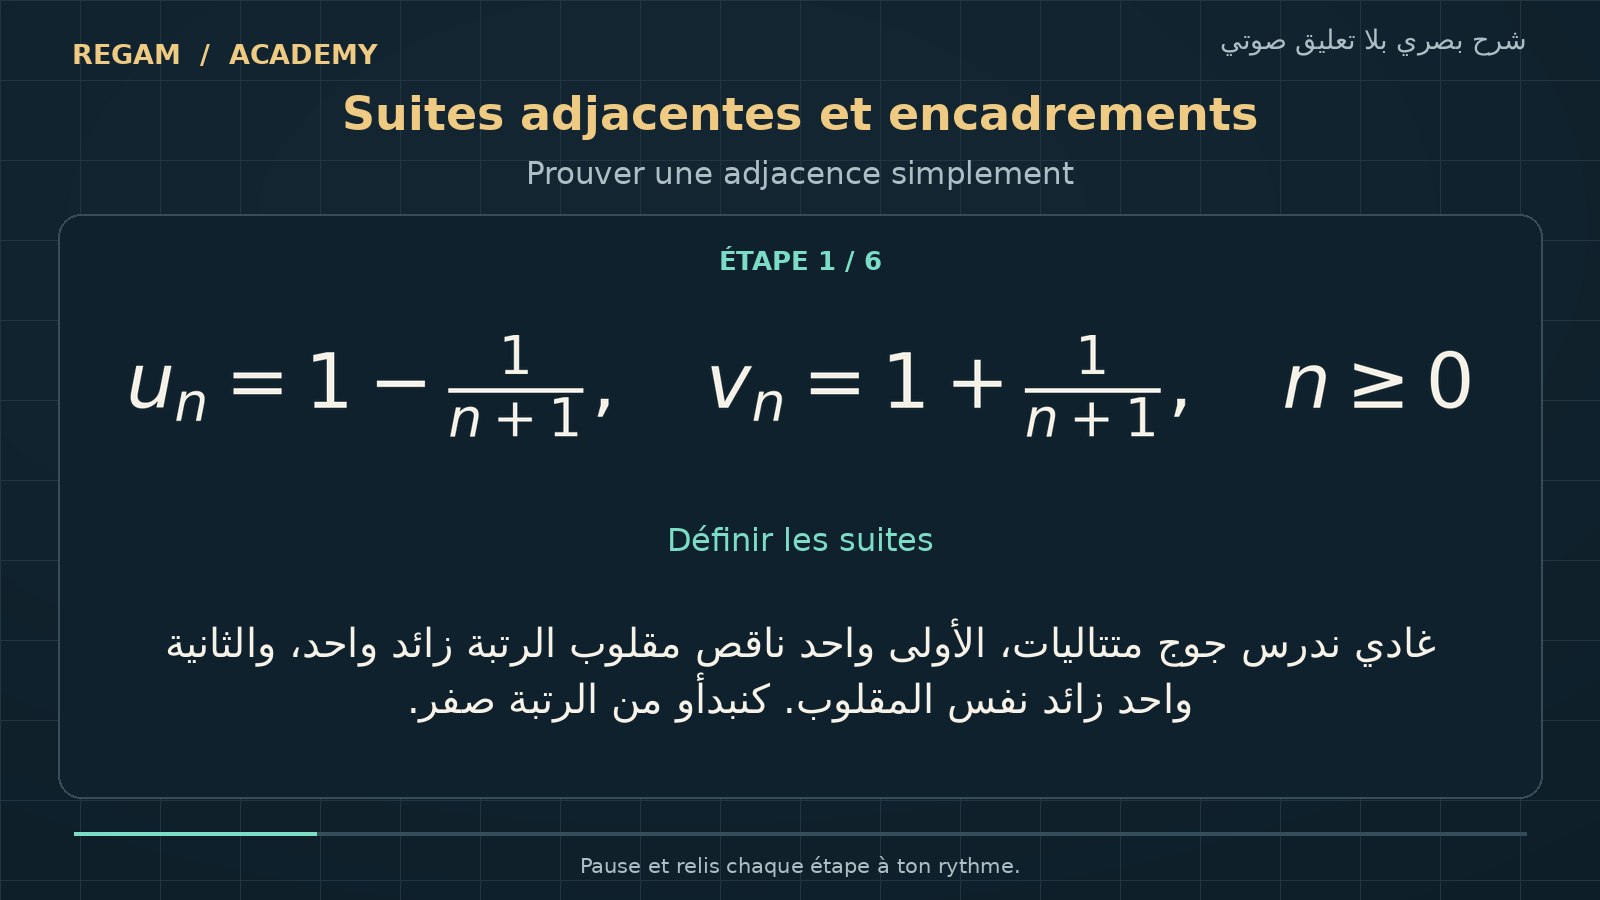 REGAM / ACADEMY
شرح بصري بلا تعليق صوتي
Suites adjacentes et encadrements
Prouver une adjacence simplement
ÉTAPE 1 / 6
uₙ = 1 − 1/(n + 1), vₙ = 1 + 1/(n + 1), n ≥ 0
Définir les suites
غادي ندرس جوج متتاليات، الأولى واحد ناقص مقلوب الرتبة زائد واحد، والثانية
واحد زائد نفس المقلوب. كنبدأو من الرتبة صفر.
Pause et relis chaque étape à ton rythme.